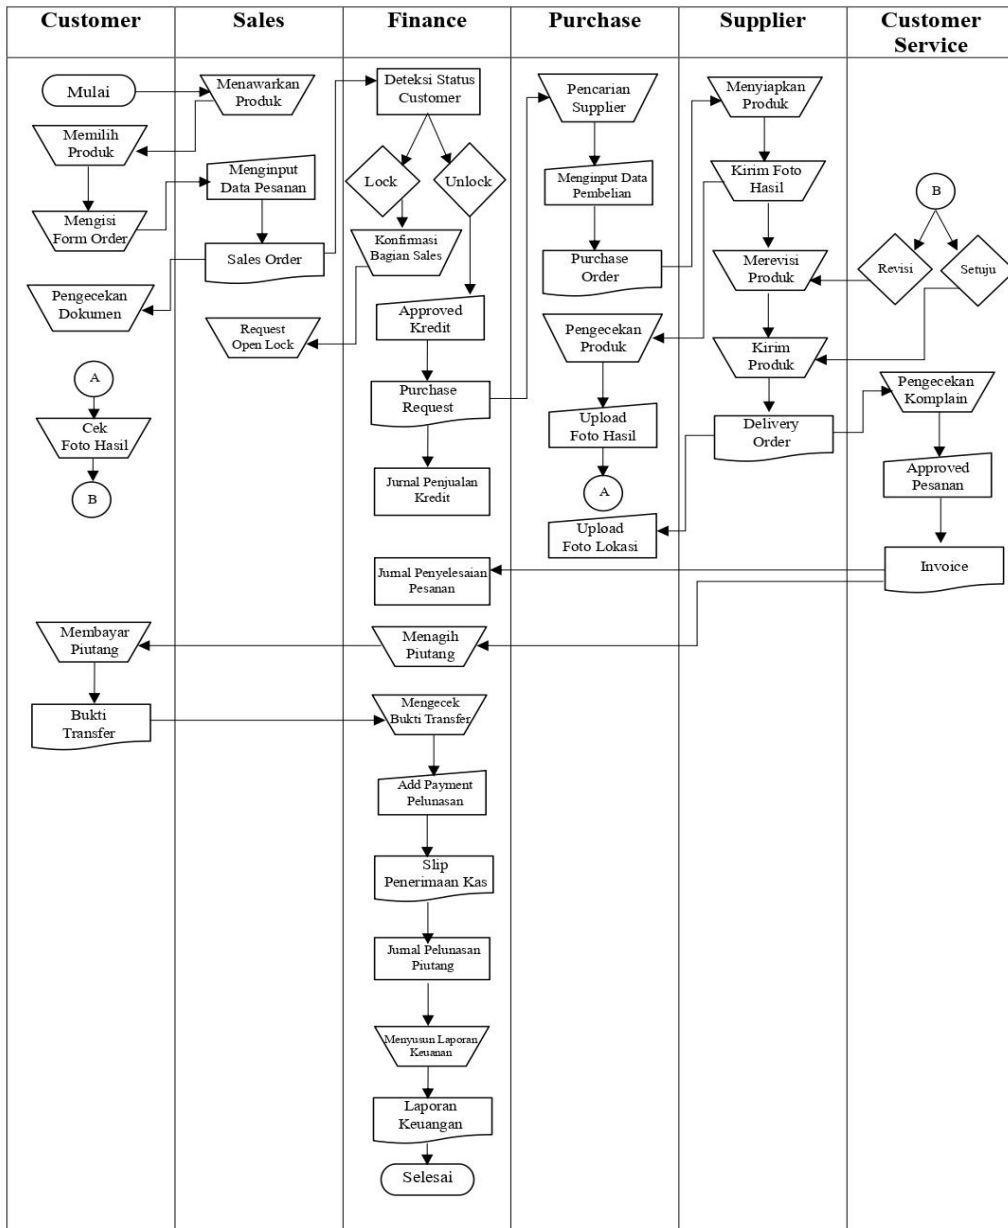 Customer
Sales
Finance
Purchase
Supplier
Customer
Service
Mulai
Memilih
Produk
Mengisi
Form Order
Pengecekan
Dokumen
A
Cek
Foto Hasil
B
Membayar
Piutang
Bukti
Transfer
Menawarkan
Produk
Menginput
Data Pesanan
Sales Order
Request
Open Lock
Deteksi Status
Customer
Lock
Unlock
Konfirmasi
Bagian Sales
Approved
Kredit
Purchase
Request
Jurnal Penjualan
Kredit
Jurnal Penyelesaian
Pesanan
Menagih
Piutang
Mengecek
Bukti Transfer
Add Payment
Pelunasan
Slip
Penerimaan Kas
Jurnal Pelunasan
Piutang
Menyusun Laporan
Keuanan
Laporan
Keuangan
Selesai
Pencarian
Supplier
Menginput Data
Pembelian
Purchase
Order
Pengecekan
Produk
Upload
Foto Hasil
A
Upload
Foto Lokasi
Menyiapkan
Produk
Kirim Foto
Hasil
Merevisi
Produk
Kirim
Produk
Delivery
Order
B
Revisi
Setuju
Pengecekan
Komplain
Approved
Pesanan
Invoice